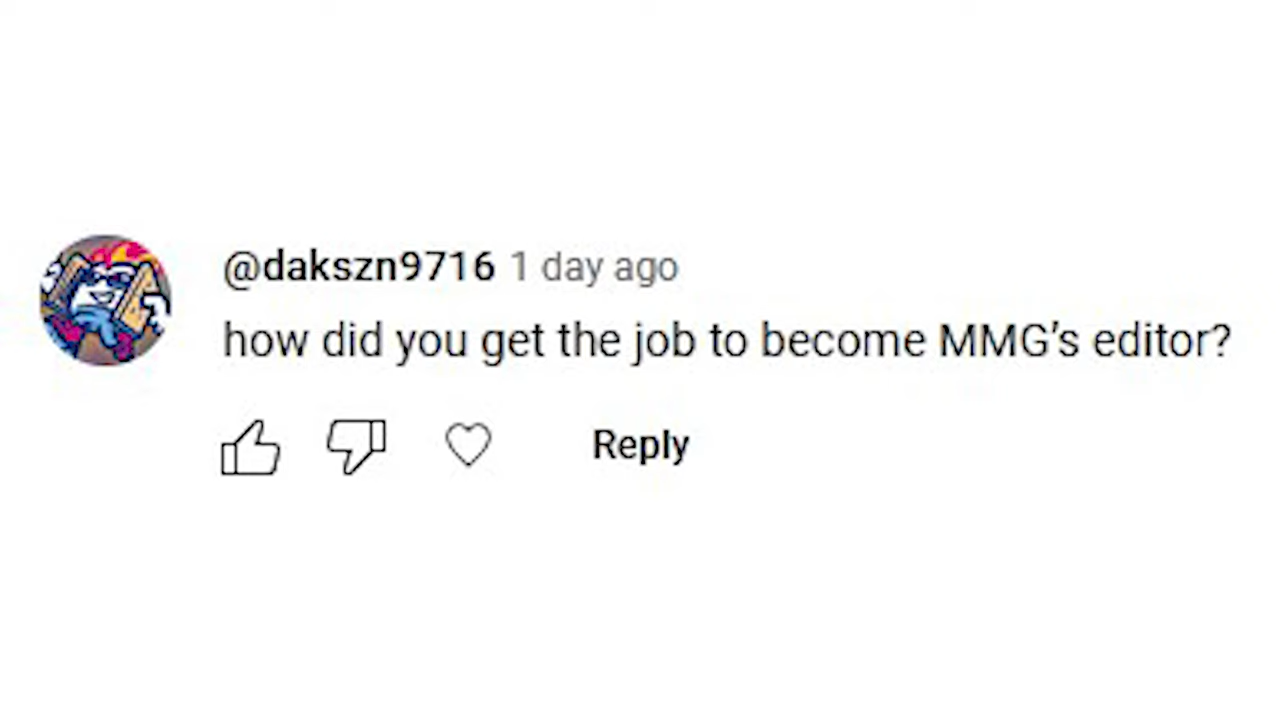 @dakszn9716 1 day ago
how did you get the job to become MMG’s editor?
Reply